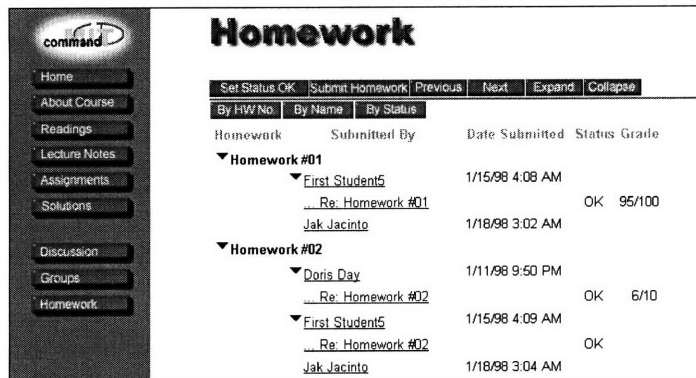 command
Home
About Course
Readings
Lecture Notes
Assignments
Solutions
Discussion
Groups
Homework
Homework
Set Status OK Submit Homework Previous Next Expand Collapse
By HW No. By Name By Status
Homework Submitted By Date Submitted Status Grade
Homework #01
First Student5 1/15/98 4:08 AM
... Re: Homework #01 OK 95/100
Jak Jacinto 1/18/98 3:02 AM
Homework #02
Doris Day 1/11/98 9:50 PM
... Re: Homework #02 OK 6/10
First Student5 1/15/98 4:09 AM
... Re: Homework #02 OK
Jak Jacinto 1/18/98 3:04 AM